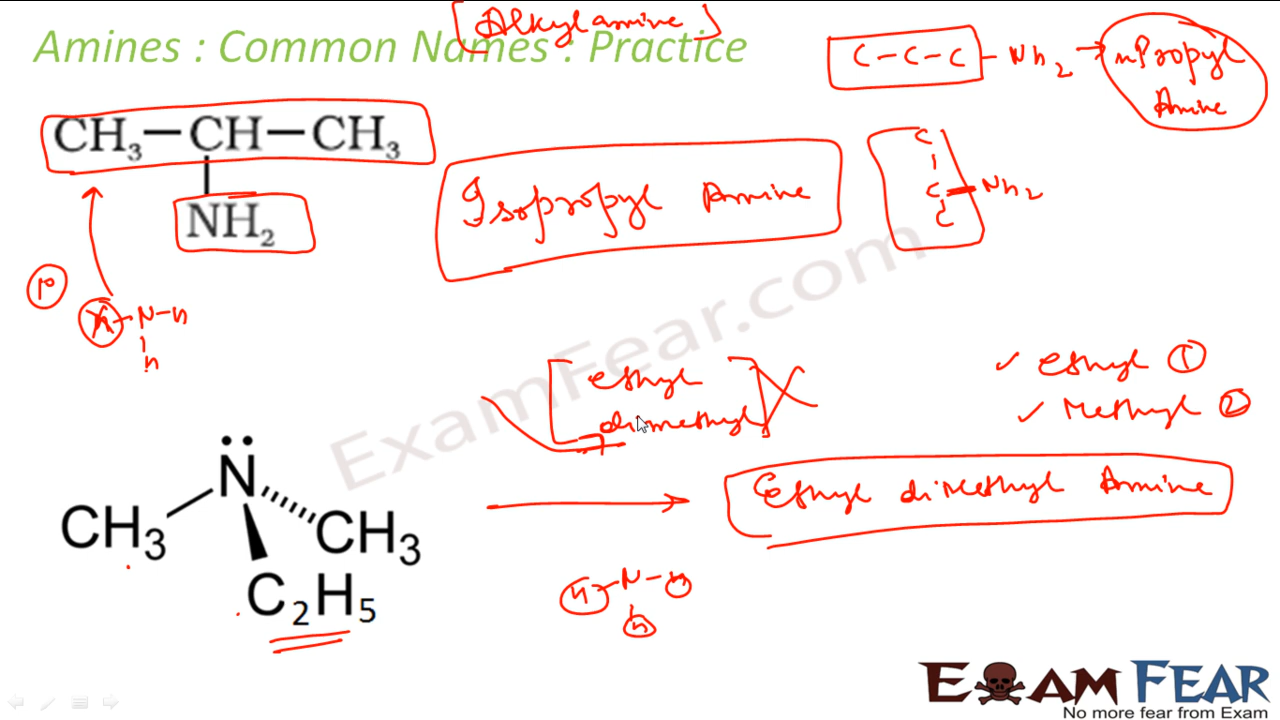 [Alkylamine]
Amines : Common Names : Practice
C-C-C-NH2 → nPropyl
Amine
CH3—CH—CH3
NH2
Isopropyl Amine
C
C-NH2
C
1°
H-N-H
H
ethyl
dimethyl
✓ ethyl ①
✓ Methyl ②
N
CH3
CH3
C2H5
Ethyl dimethyl Amine
H-N-H
H
ExamFear.com
EXAM FEAR
No more fear from Exam